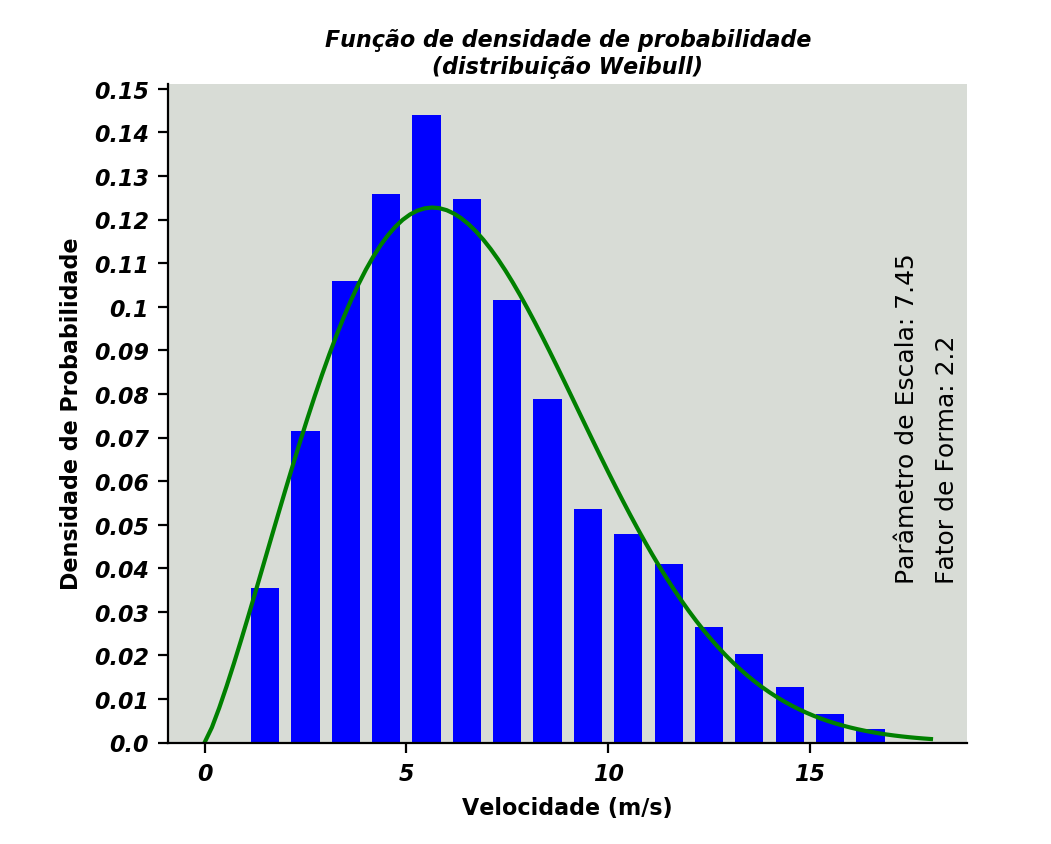 Função de densidade de probabilidade
(distribuição Weibull)
Densidade de Probabilidade
0.15
0.14
0.13
0.12
0.11
0.1
0.09
0.08
0.07
0.06
0.05
0.04
0.03
0.02
0.01
0.0
Parâmetro de Escala: 7.45
Fator de Forma: 2.2
0 5 10 15
Velocidade (m/s)